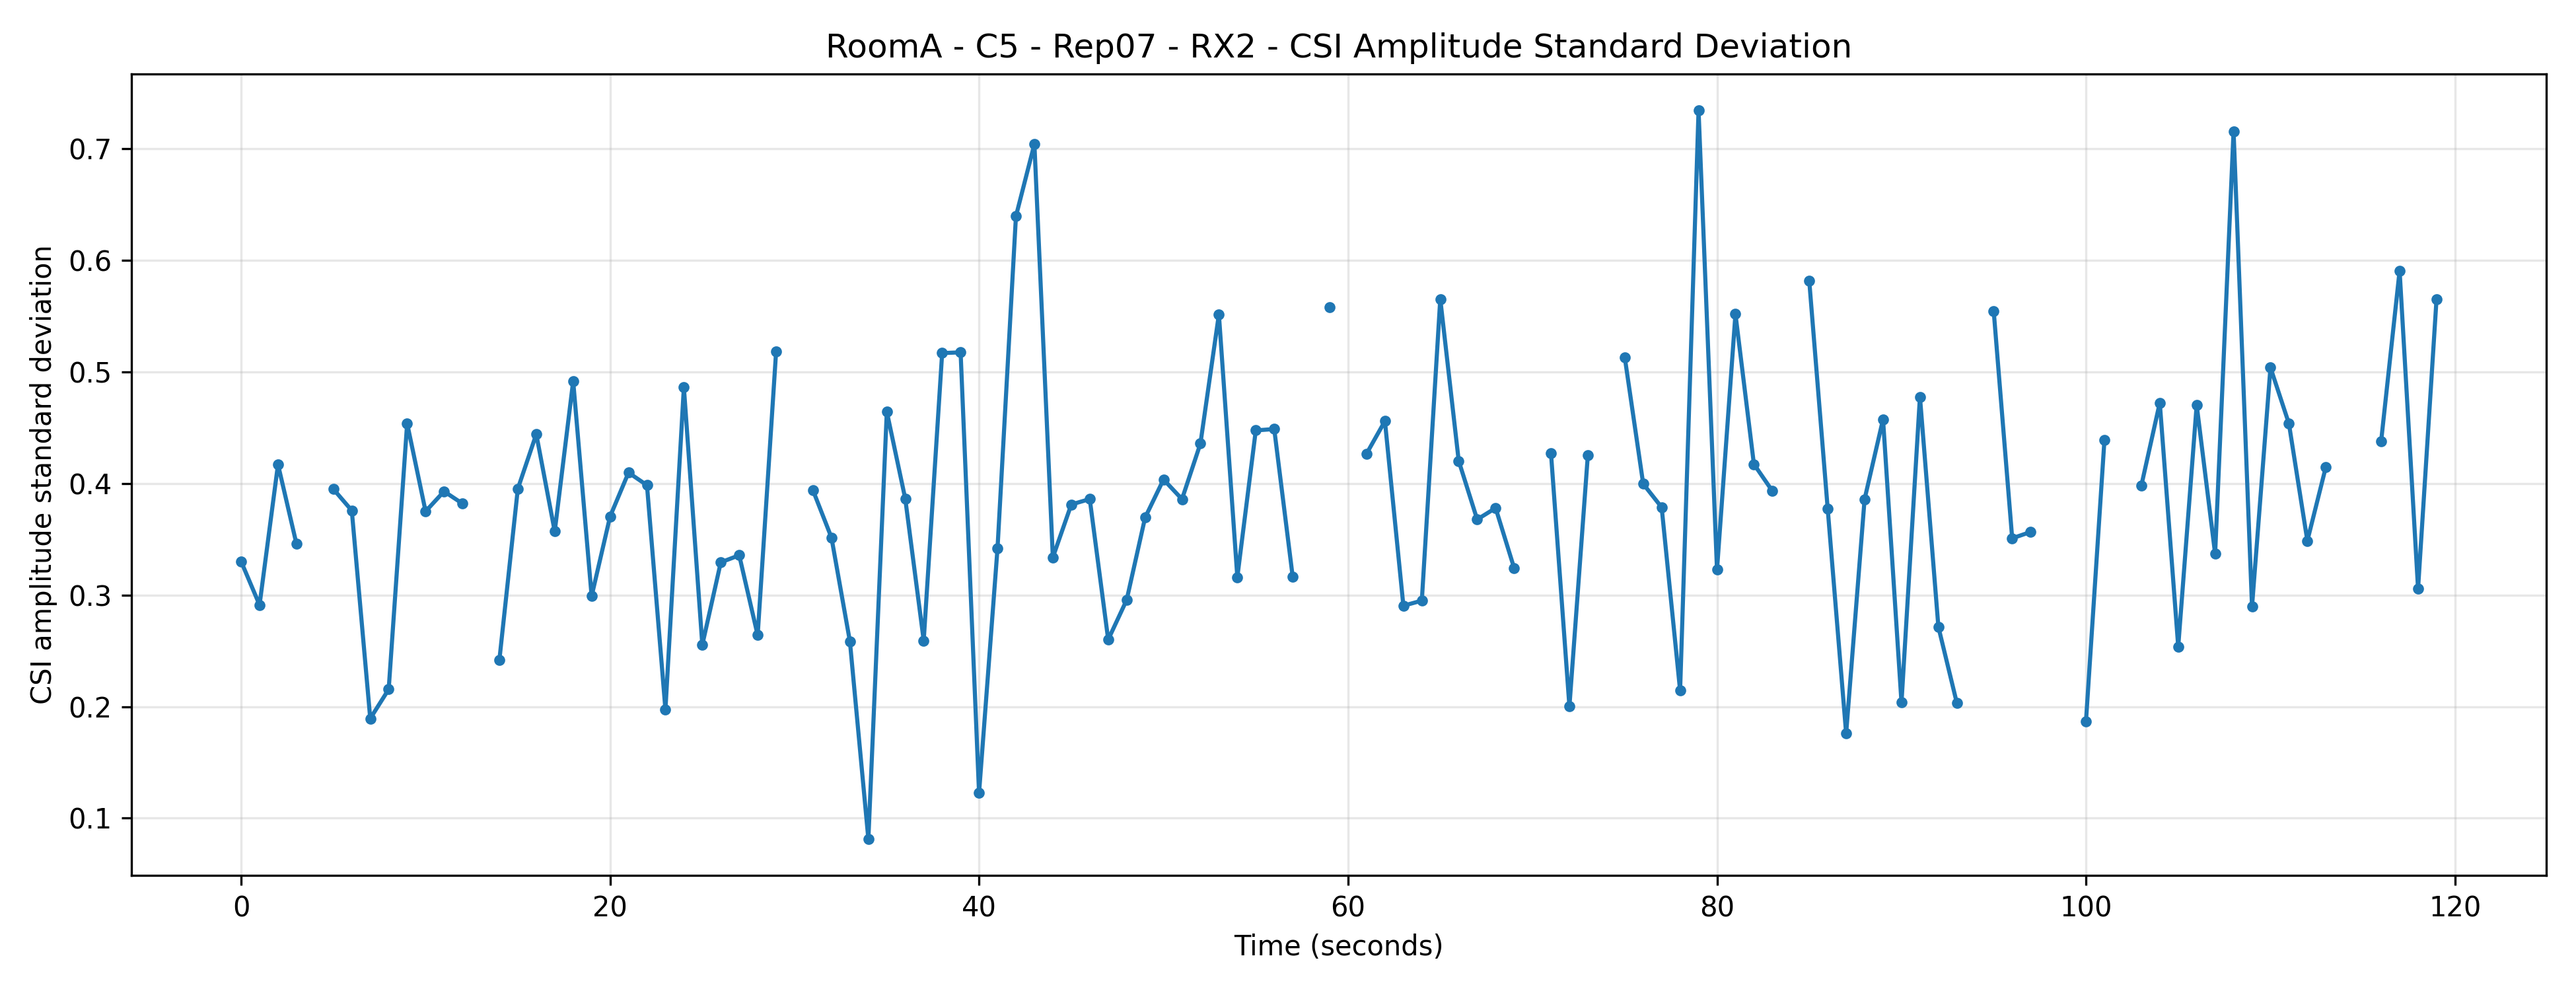 RoomA - C5 - Rep07 - RX2 - CSI Amplitude Standard Deviation
CSI amplitude standard deviation
0.7
0.6
0.5
0.4
0.3
0.2
0.1
0 20 40 60 80 100 120
Time (seconds)